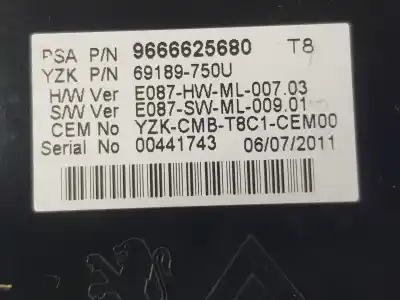 PSA P/N 9666625680 T8
YZK P/N 69189-750U
H/W Ver E087-HW-ML-007.03
S/W Ver E087-SW-ML-009.01
CEM No YZK-CMB-T8C1-CEM00
Serial No 00441743 06/07/2011